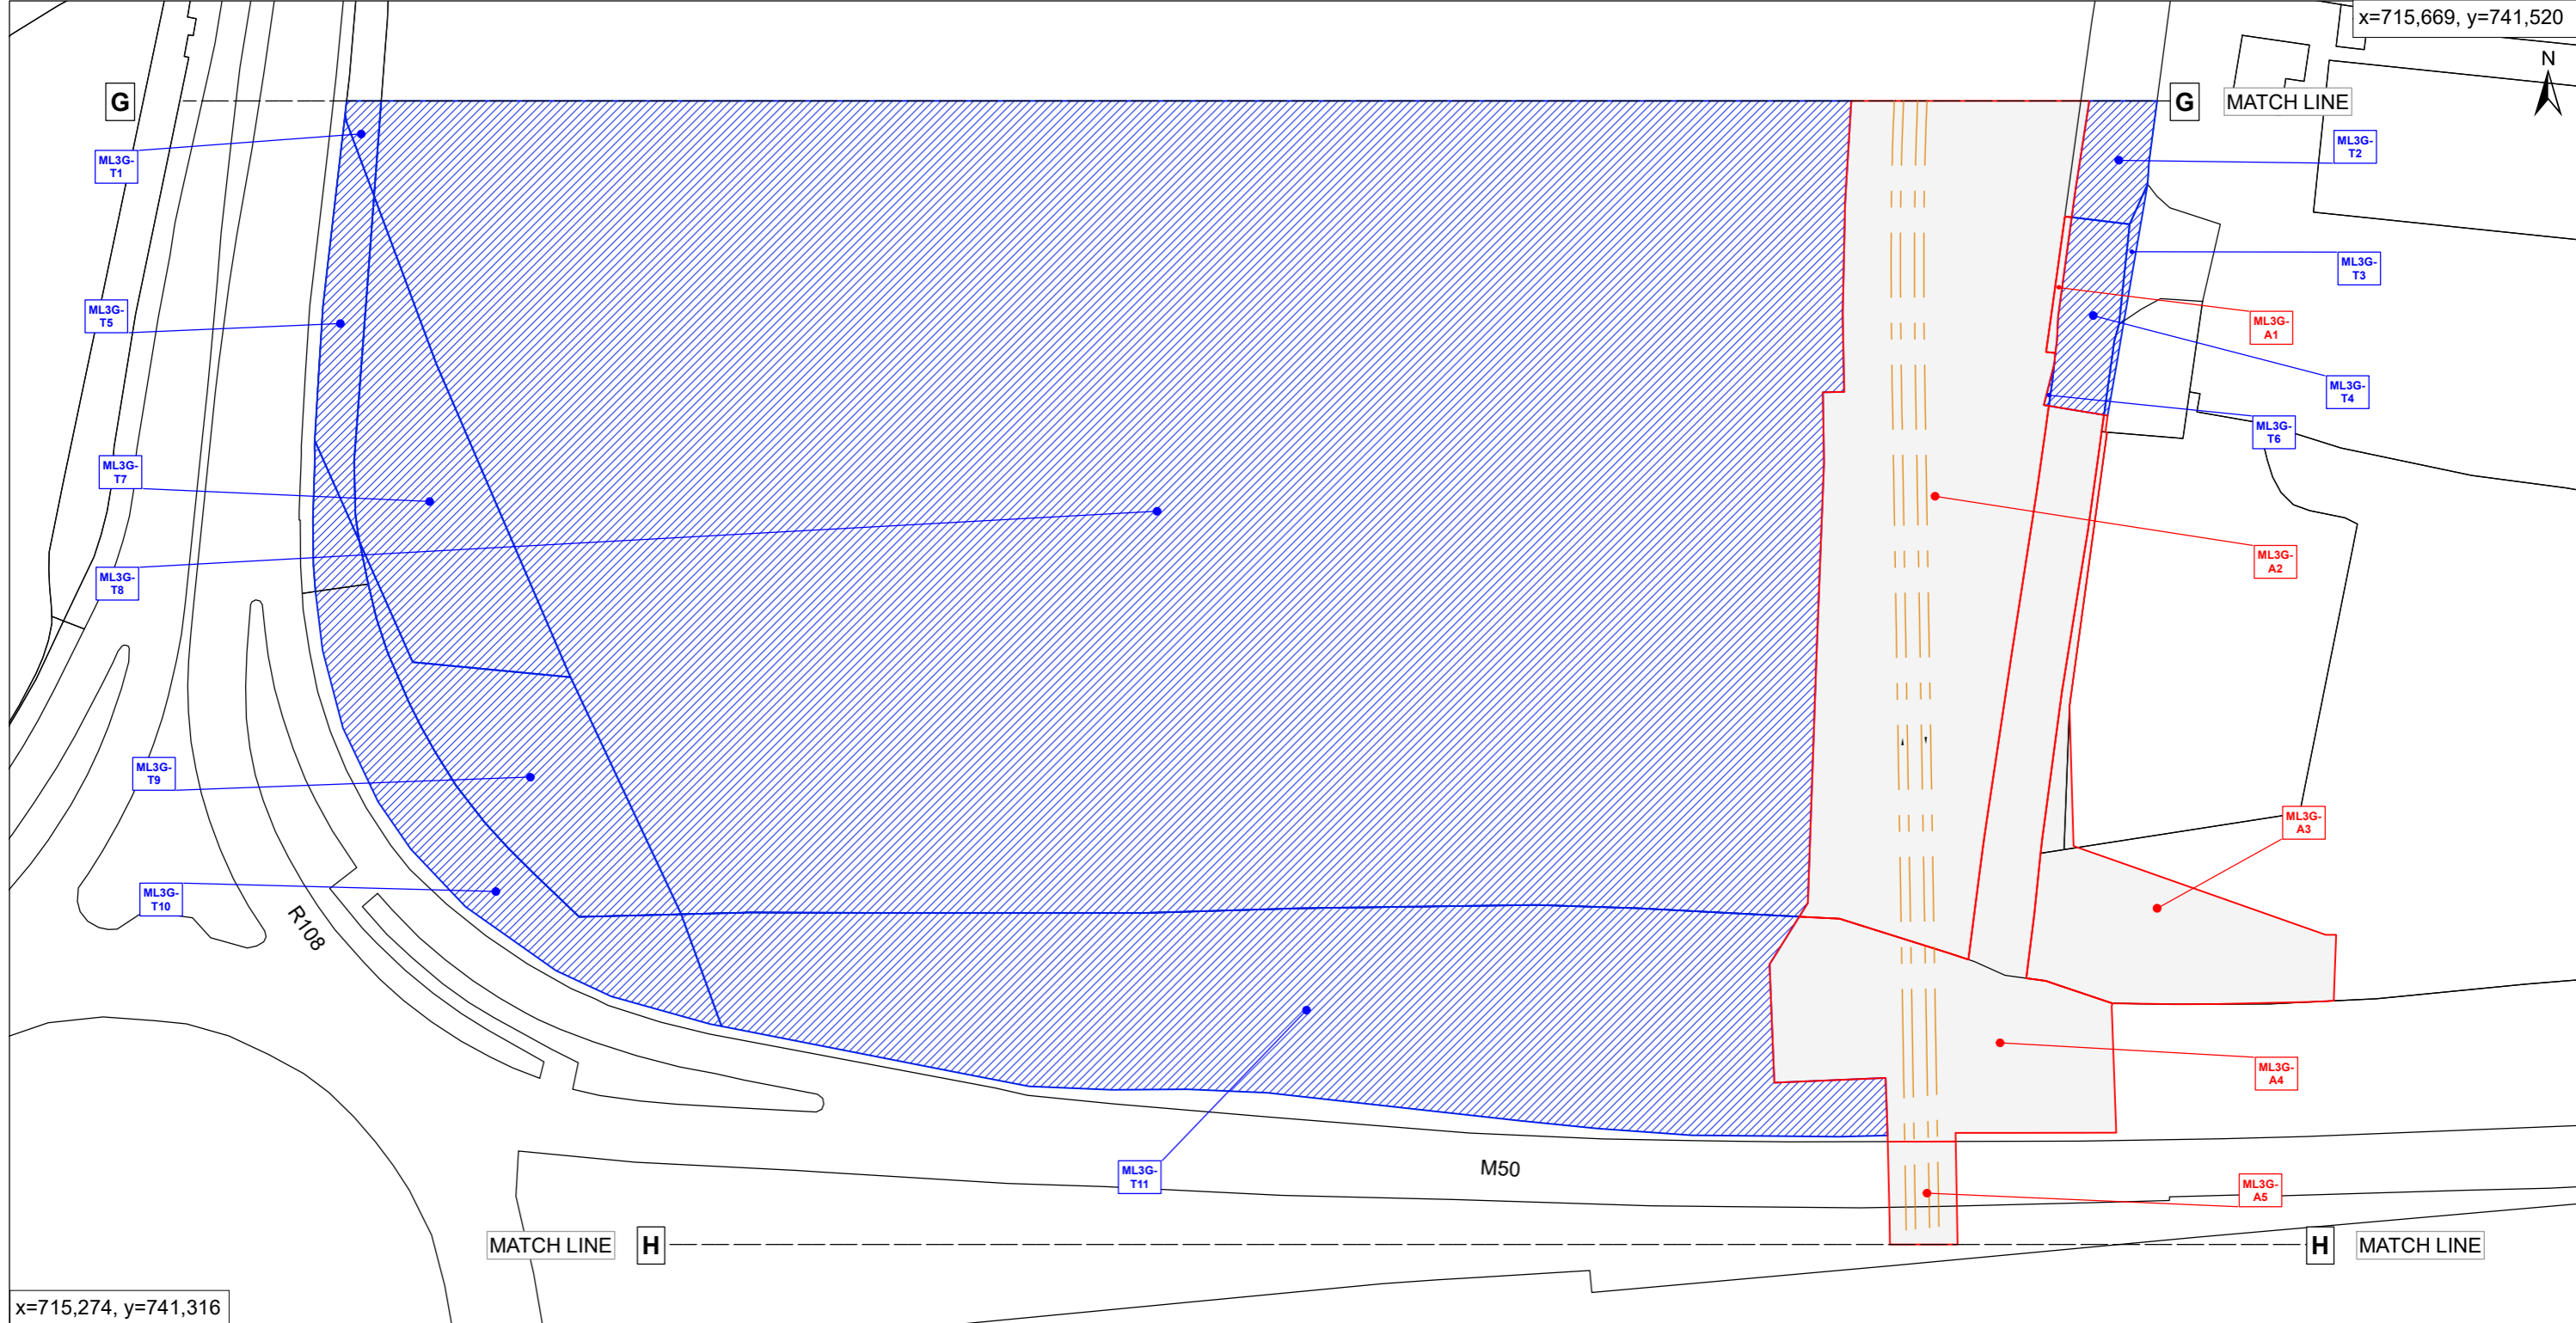 x=715,669, y=741,520
N
G
G
MATCH LINE
ML3G-
T1
ML3G-
T2
ML3G-
T3
ML3G-
T5
ML3G-
A1
ML3G-
T4
ML3G-
T6
ML3G-
T7
ML3G-
A2
ML3G-
T8
ML3G-
T9
ML3G-
A3
ML3G-
T10
R108
ML3G-
A4
M50
ML3G-
T11
ML3G-
A5
MATCH LINE
H
H
MATCH LINE
x=715,274, y=741,316